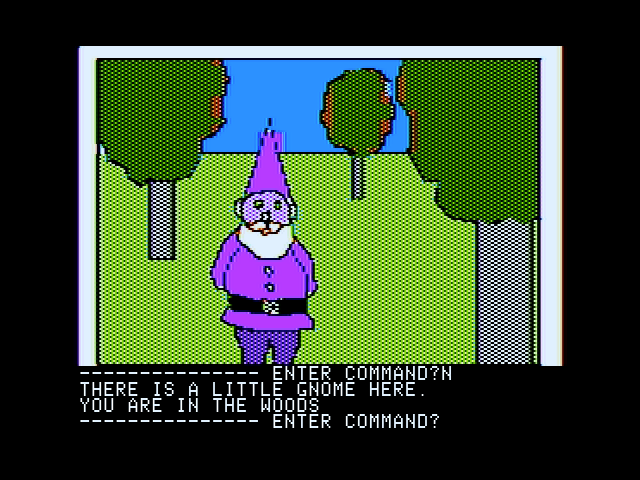 --------------- ENTER COMMAND?N
THERE IS A LITTLE GNOME HERE.
YOU ARE IN THE WOODS
--------------- ENTER COMMAND?